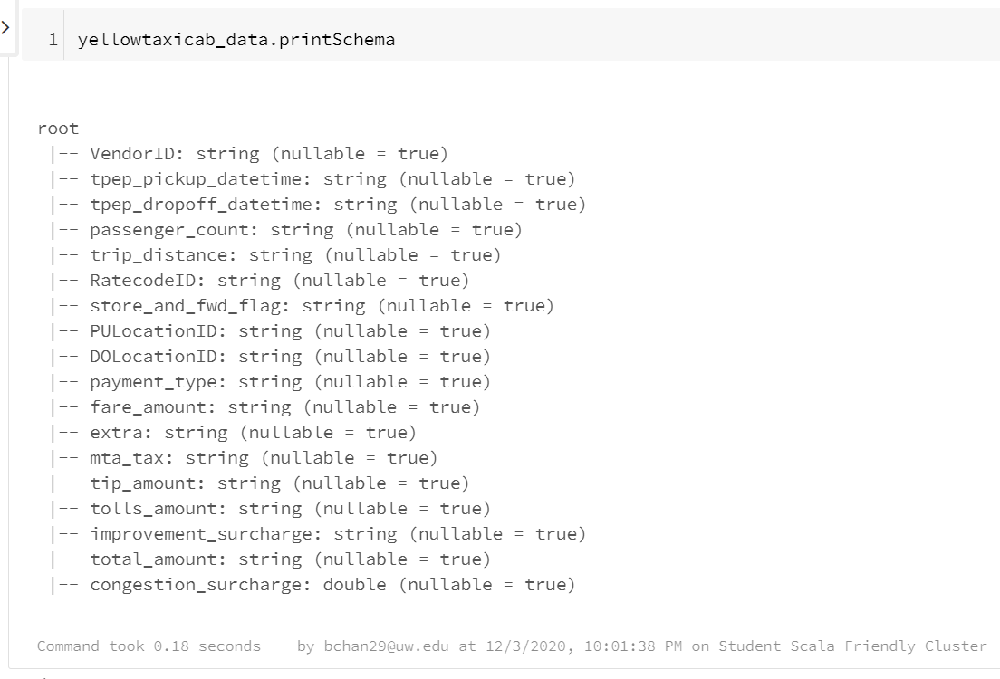 1 yellowtaxicab_data.printSchema
root
|-- VendorID: string (nullable = true)
|-- tpep_pickup_datetime: string (nullable = true)
|-- tpep_dropoff_datetime: string (nullable = true)
|-- passenger_count: string (nullable = true)
|-- trip_distance: string (nullable = true)
|-- RatecodeID: string (nullable = true)
|-- store_and_fwd_flag: string (nullable = true)
|-- PULocationID: string (nullable = true)
|-- DOLocationID: string (nullable = true)
|-- payment_type: string (nullable = true)
|-- fare_amount: string (nullable = true)
|-- extra: string (nullable = true)
|-- mta_tax: string (nullable = true)
|-- tip_amount: string (nullable = true)
|-- tolls_amount: string (nullable = true)
|-- improvement_surcharge: string (nullable = true)
|-- total_amount: string (nullable = true)
|-- congestion_surcharge: double (nullable = true)
Command took 0.18 seconds -- by bchan29@uw.edu at 12/3/2020, 10:01:38 PM on Student Scala-Friendly Cluster